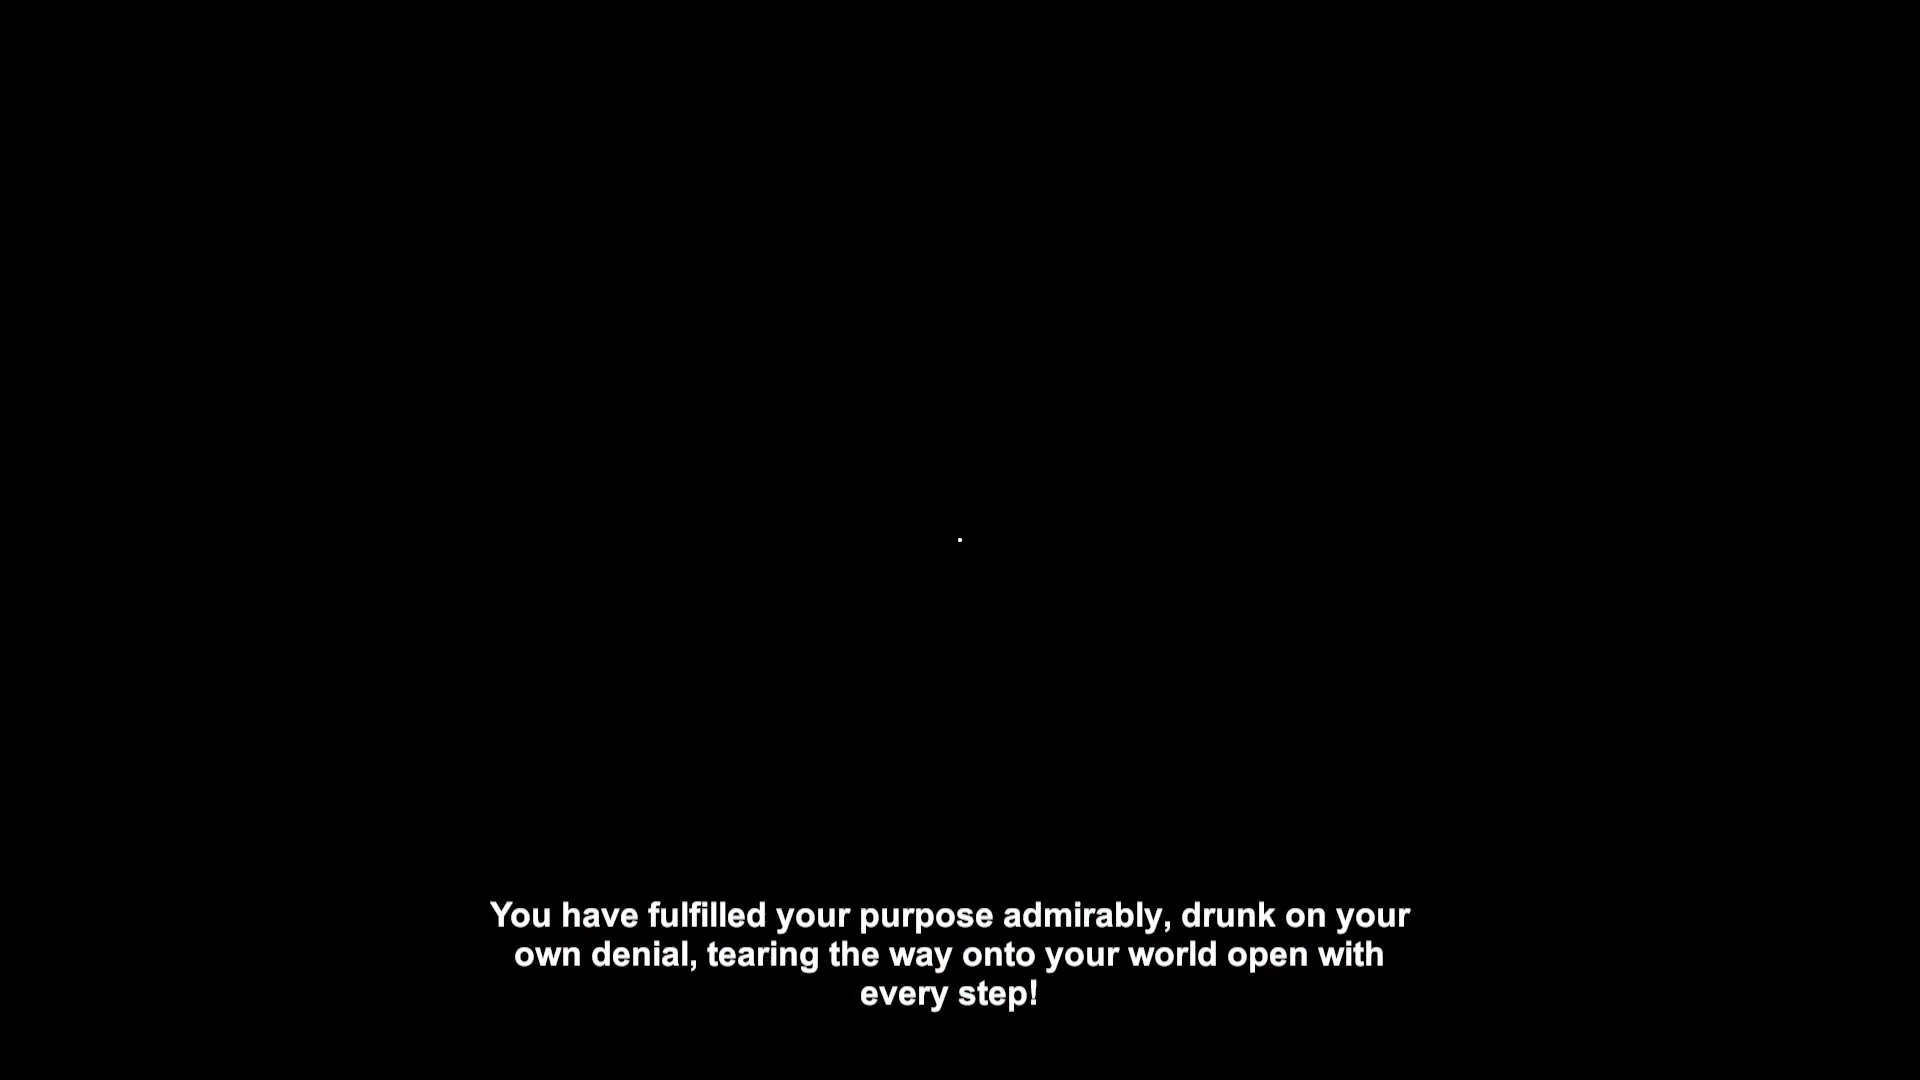 You have fulfilled your purpose admirably, drunk on your
own denial, tearing the way onto your world open with
every step!